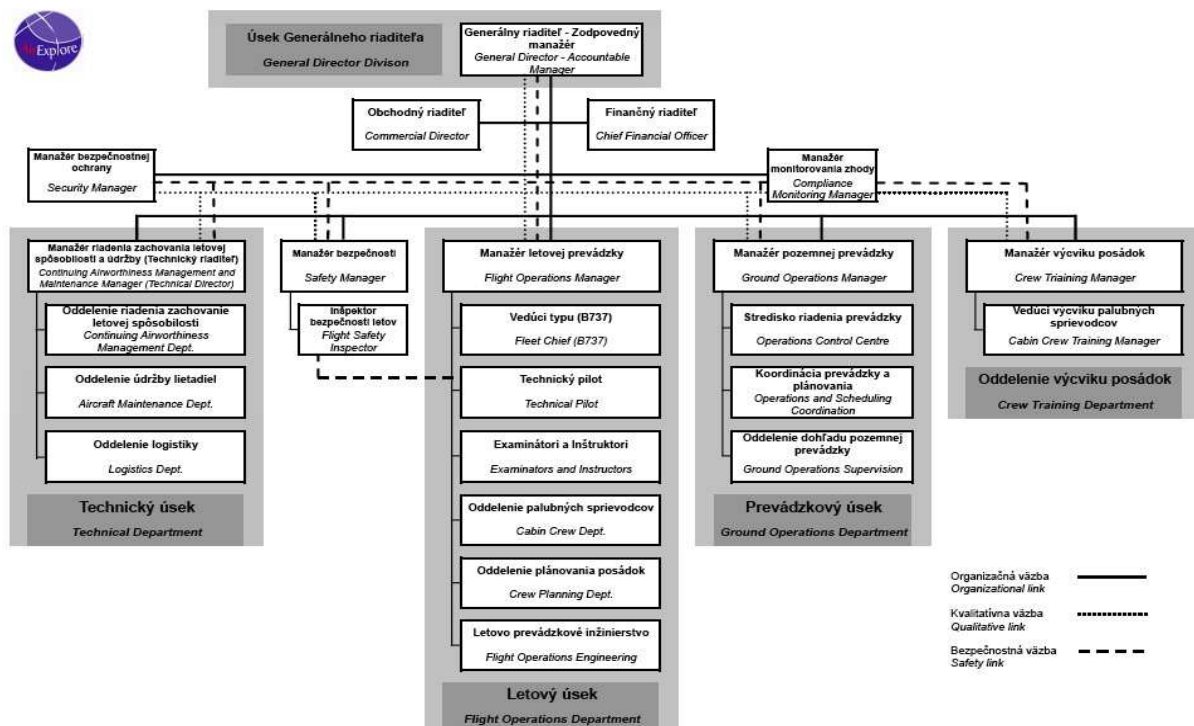 AirExplore
Úsek Generálneho riaditeľa
General Director Divison
Generálny riaditeľ - Zodpovedný
manažér
General Director - Accountable
Manager
Obchodný riaditeľ
Commercial Director
Finančný riaditeľ
Chief Financial Officer
Manažér bezpečnostnej
ochrany
Security Manager
Manažér
monitorovania zhody
Compliance
Monitoring Manager
Manažér riadenia zachovania letovej
spôsobilosti a údržby (Technický riaditeľ)
Continuing Airworthiness Management and
Maintenance Manager (Technical Director)
Oddelenie riadenia zachovanie
letovej spôsobilosti
Continuing Airworthiness
Management Dept.
Oddelenie údržby lietadiel
Aircraft Maintenance Dept.
Oddelenie logistiky
Logistics Dept.
Technický úsek
Technical Department
Manažér bezpečnosti
Safety Manager
Inšpektor
bezpečnosti letov
Flight Safety
Inspector
Manažér letovej prevádzky
Flight Operations Manager
Vedúci typu (B737)
Fleet Chief (B737)
Technický pilot
Technical Pilot
Examinátori a Inštruktori
Examinators and Instructors
Oddelenie palubných sprievodcov
Cabin Crew Dept.
Oddelenie plánovania posádok
Crew Planning Dept.
Letovo prevádzkové inžinierstvo
Flight Operations Engineering
Letový úsek
Flight Operations Department
Manažér pozemnej prevádzky
Ground Operations Manager
Stredisko riadenia prevádzky
Operations Control Centre
Koordinácia prevádzky a
plánovania
Operations and Scheduling
Coordination
Oddelenie dohľadu pozemnej
prevádzky
Ground Operations Supervision
Prevádzkový úsek
Ground Operations Department
Manažér výcviku posádok
Crew Triaining Manager
Vedúci výcviku palubných
sprievodcov
Cabin Crew Training Manager
Oddelenie výcviku posádok
Crew Training Department
Organizačná väzba
Organizational link
Kvalitatívna väzba
Qualitative link
Bezpečnostná väzba
Safety link